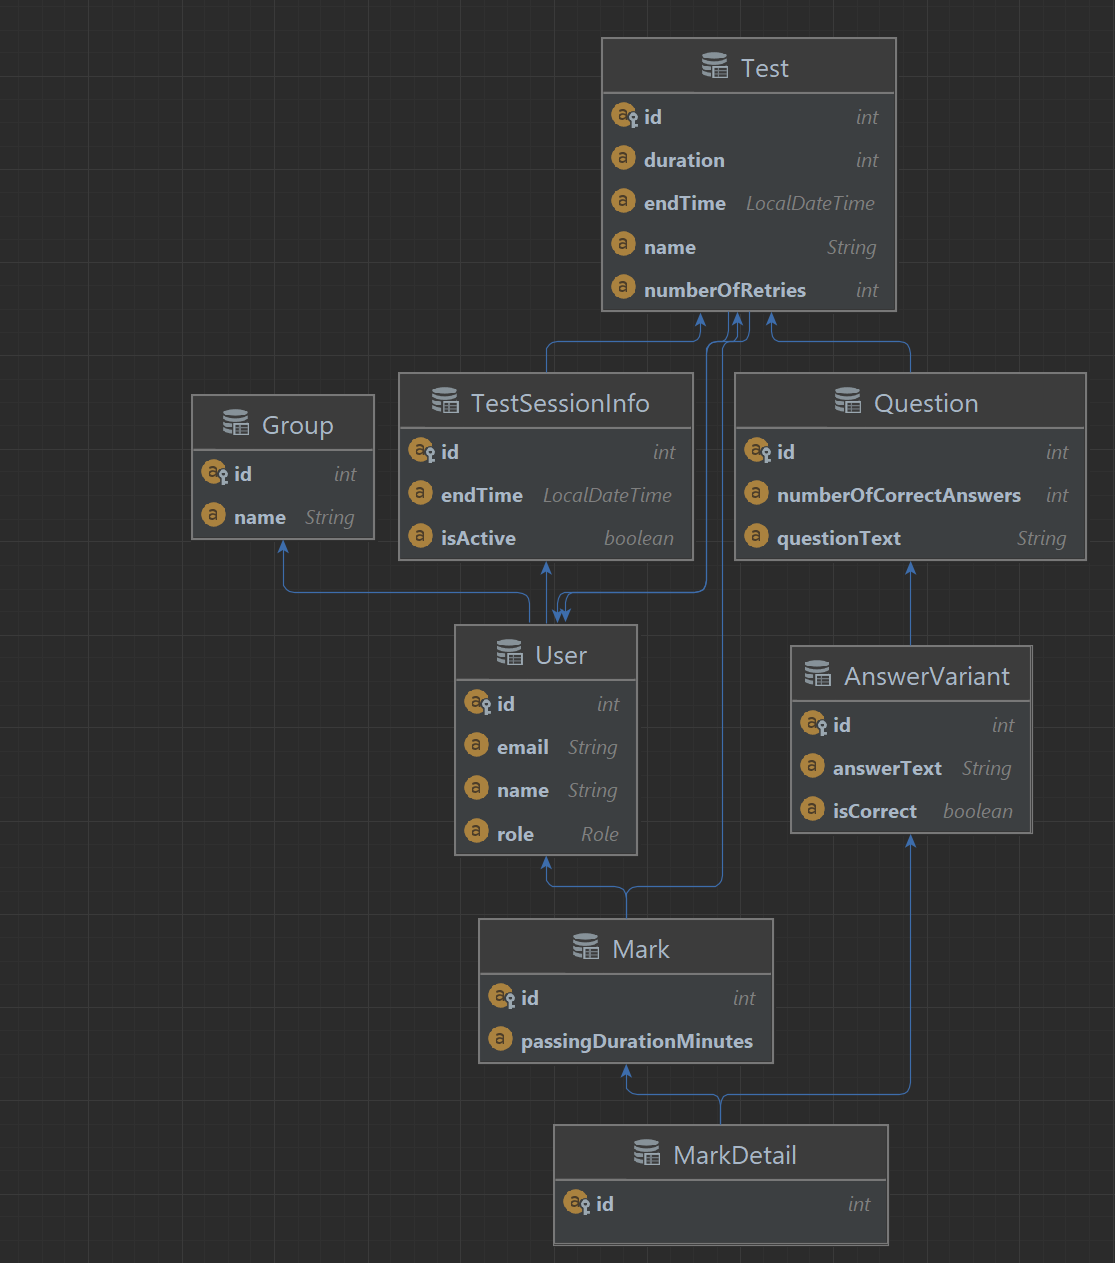 Test
id int
duration int
endTime LocalDateTime
name String
numberOfRetries int
Group
id int
name String
TestSessionInfo
id int
endTime LocalDateTime
isActive boolean
Question
id int
numberOfCorrectAnswers int
questionText String
User
id int
email String
name String
role Role
AnswerVariant
id int
answerText String
isCorrect boolean
Mark
id int
passingDurationMinutes
MarkDetail
id int